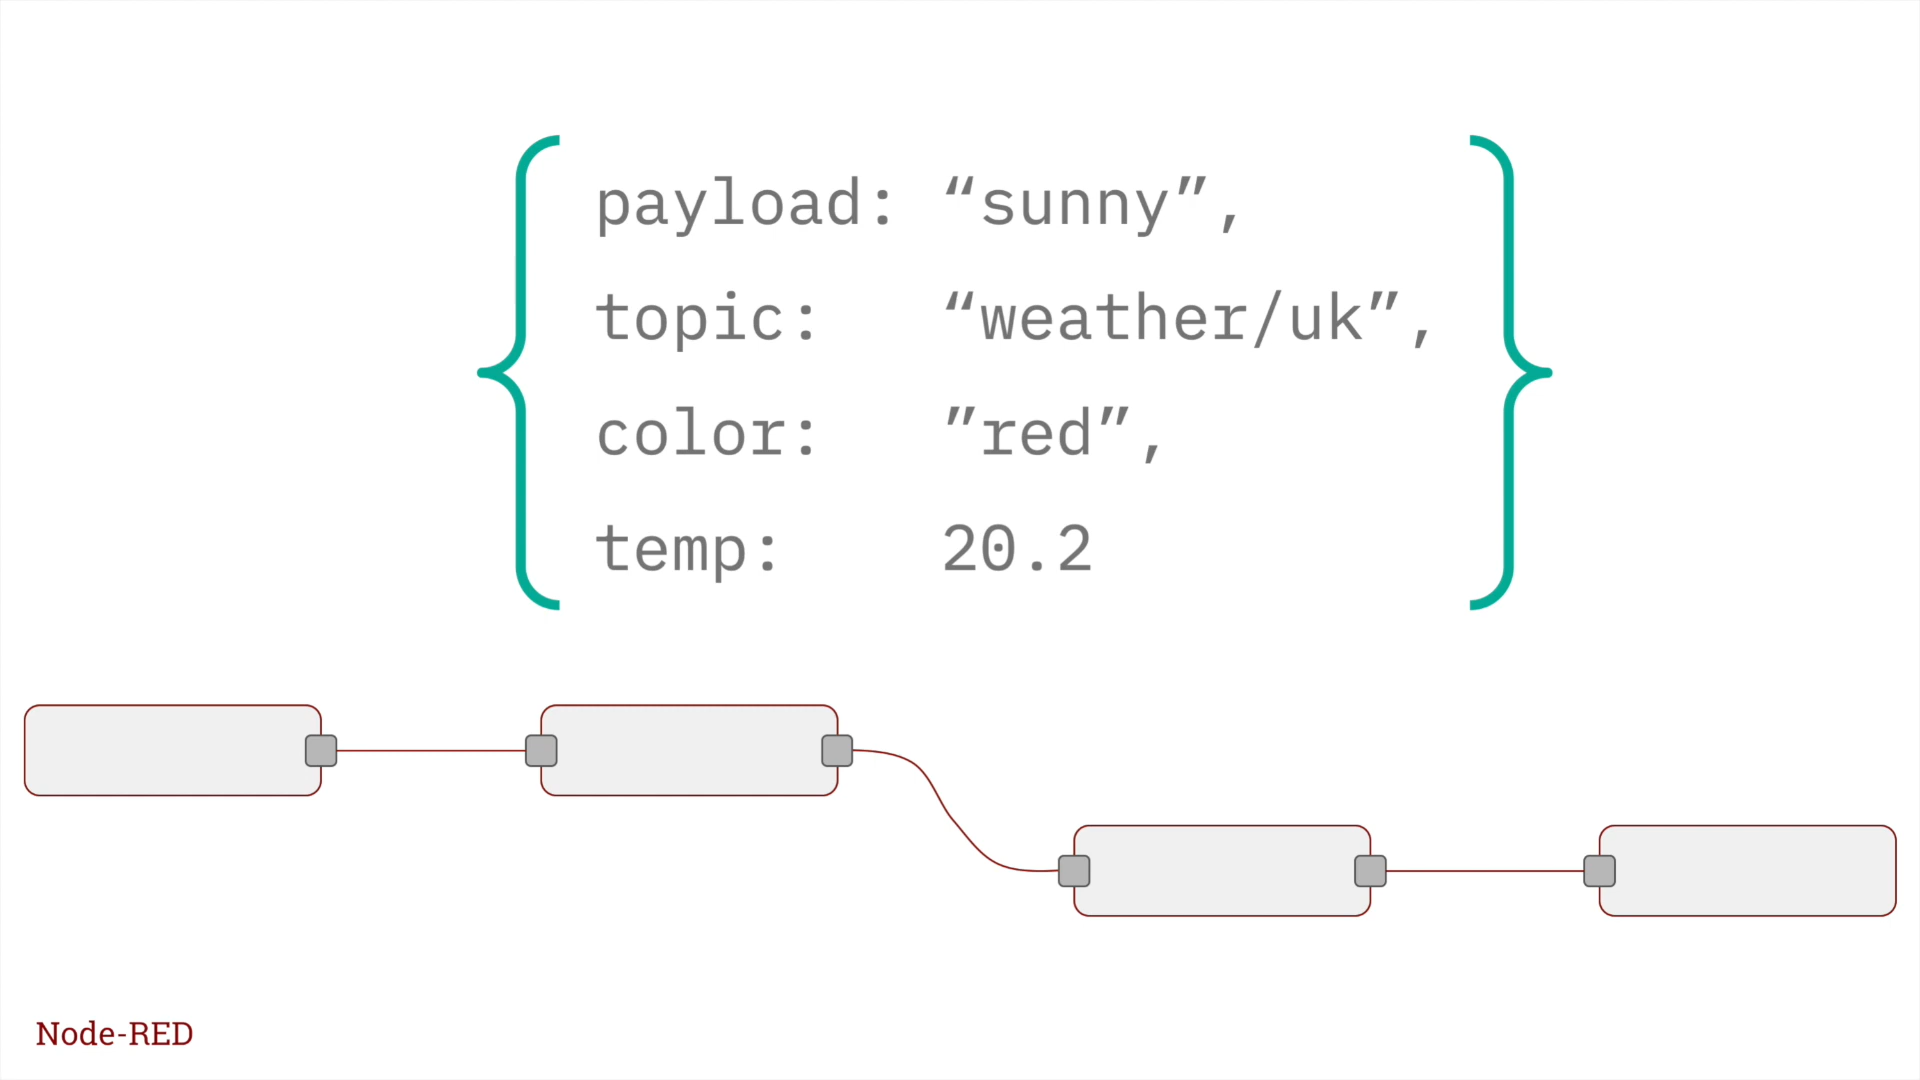 payload: “sunny”,
topic: “weather/uk”,
color: ”red”,
temp: 20.2
Node-RED